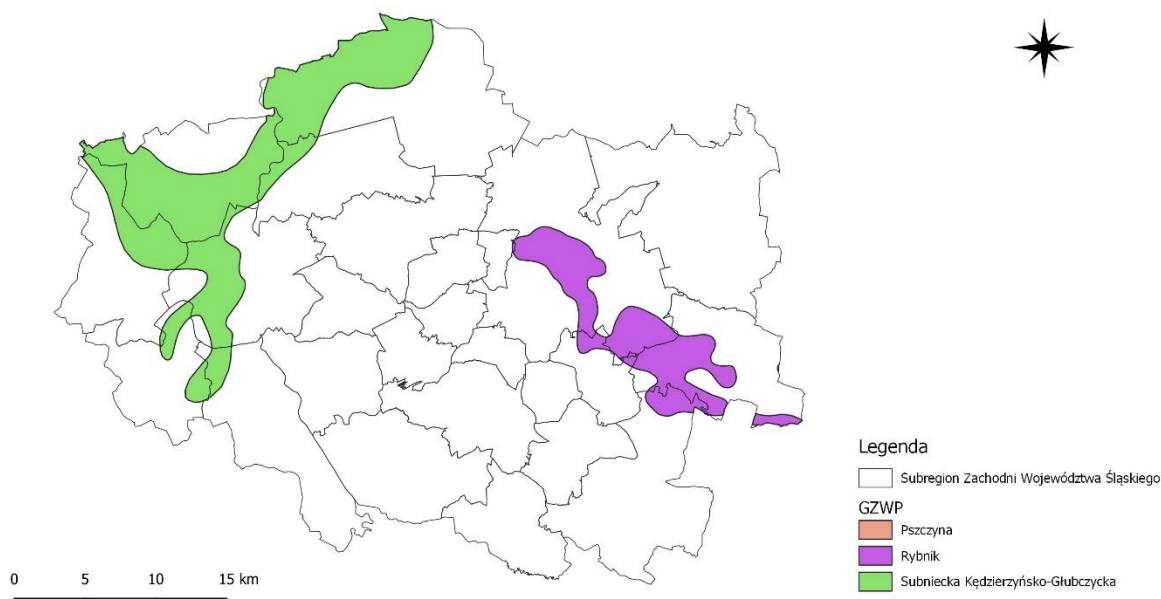 Legenda
Subregion Zachodni Województwa Śląskiego
GZWP
Pszczyna
Rybnik
Subniecka Kędzierzyńsko-Głubczycka
0 5 10 15 km